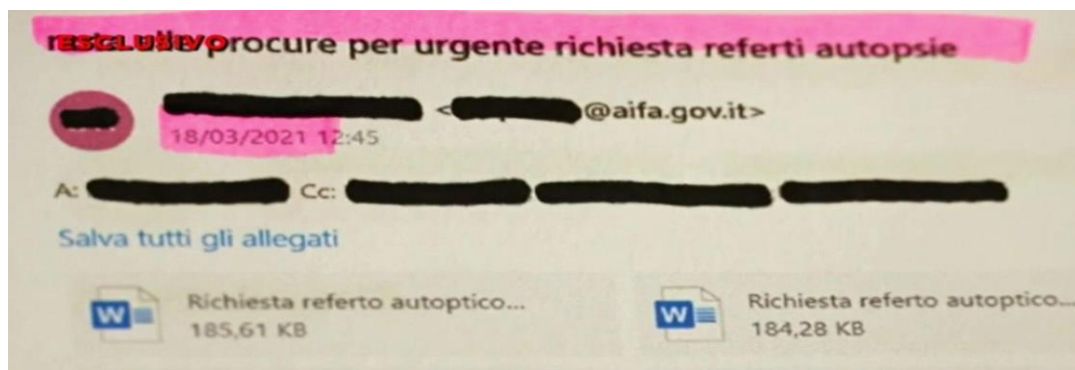 ESCLUSIVO procure per urgente richiesta referti autopsie
@aifa.gov.it>
18/03/2021 12:45
A: Cc:
Salva tutti gli allegati
Richiesta referto autoptico...
185,61 KB
Richiesta referto autoptico...
184,28 KB